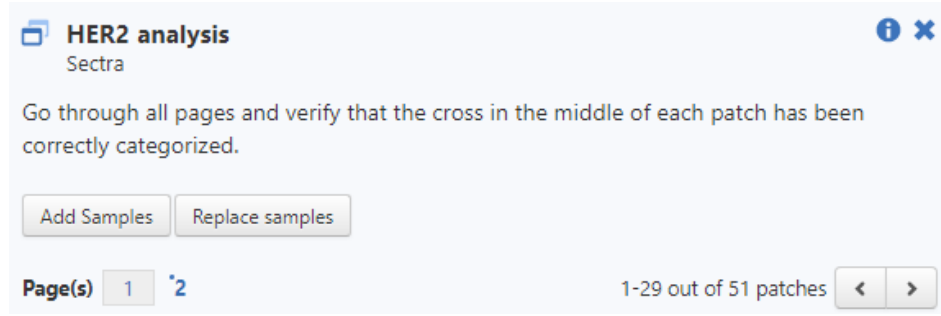 HER2 analysis
Sectra
Go through all pages and verify that the cross in the middle of each patch has been
correctly categorized.
Add Samples Replace samples
Page(s) 1 *2 1-29 out of 51 patches < >